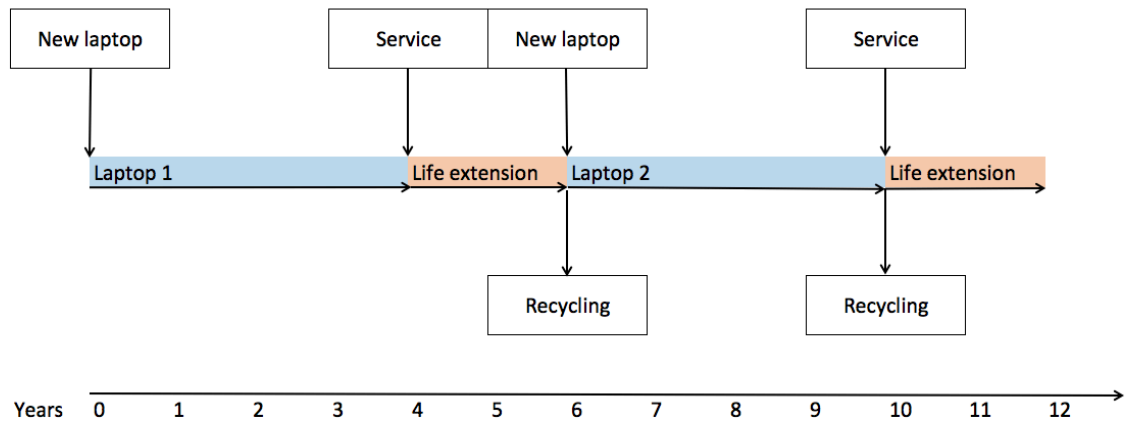 New laptop
Service
New laptop
Service
Laptop 1
Life extension
Laptop 2
Life extension
Recycling
Recycling
Years 0 1 2 3 4 5 6 7 8 9 10 11 12